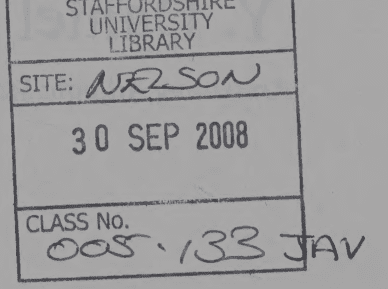 STAFFORDSHIRE
UNIVERSITY
LIBRARY
SITE: NELSON
30 SEP 2008
CLASS No.
005.133 JAV